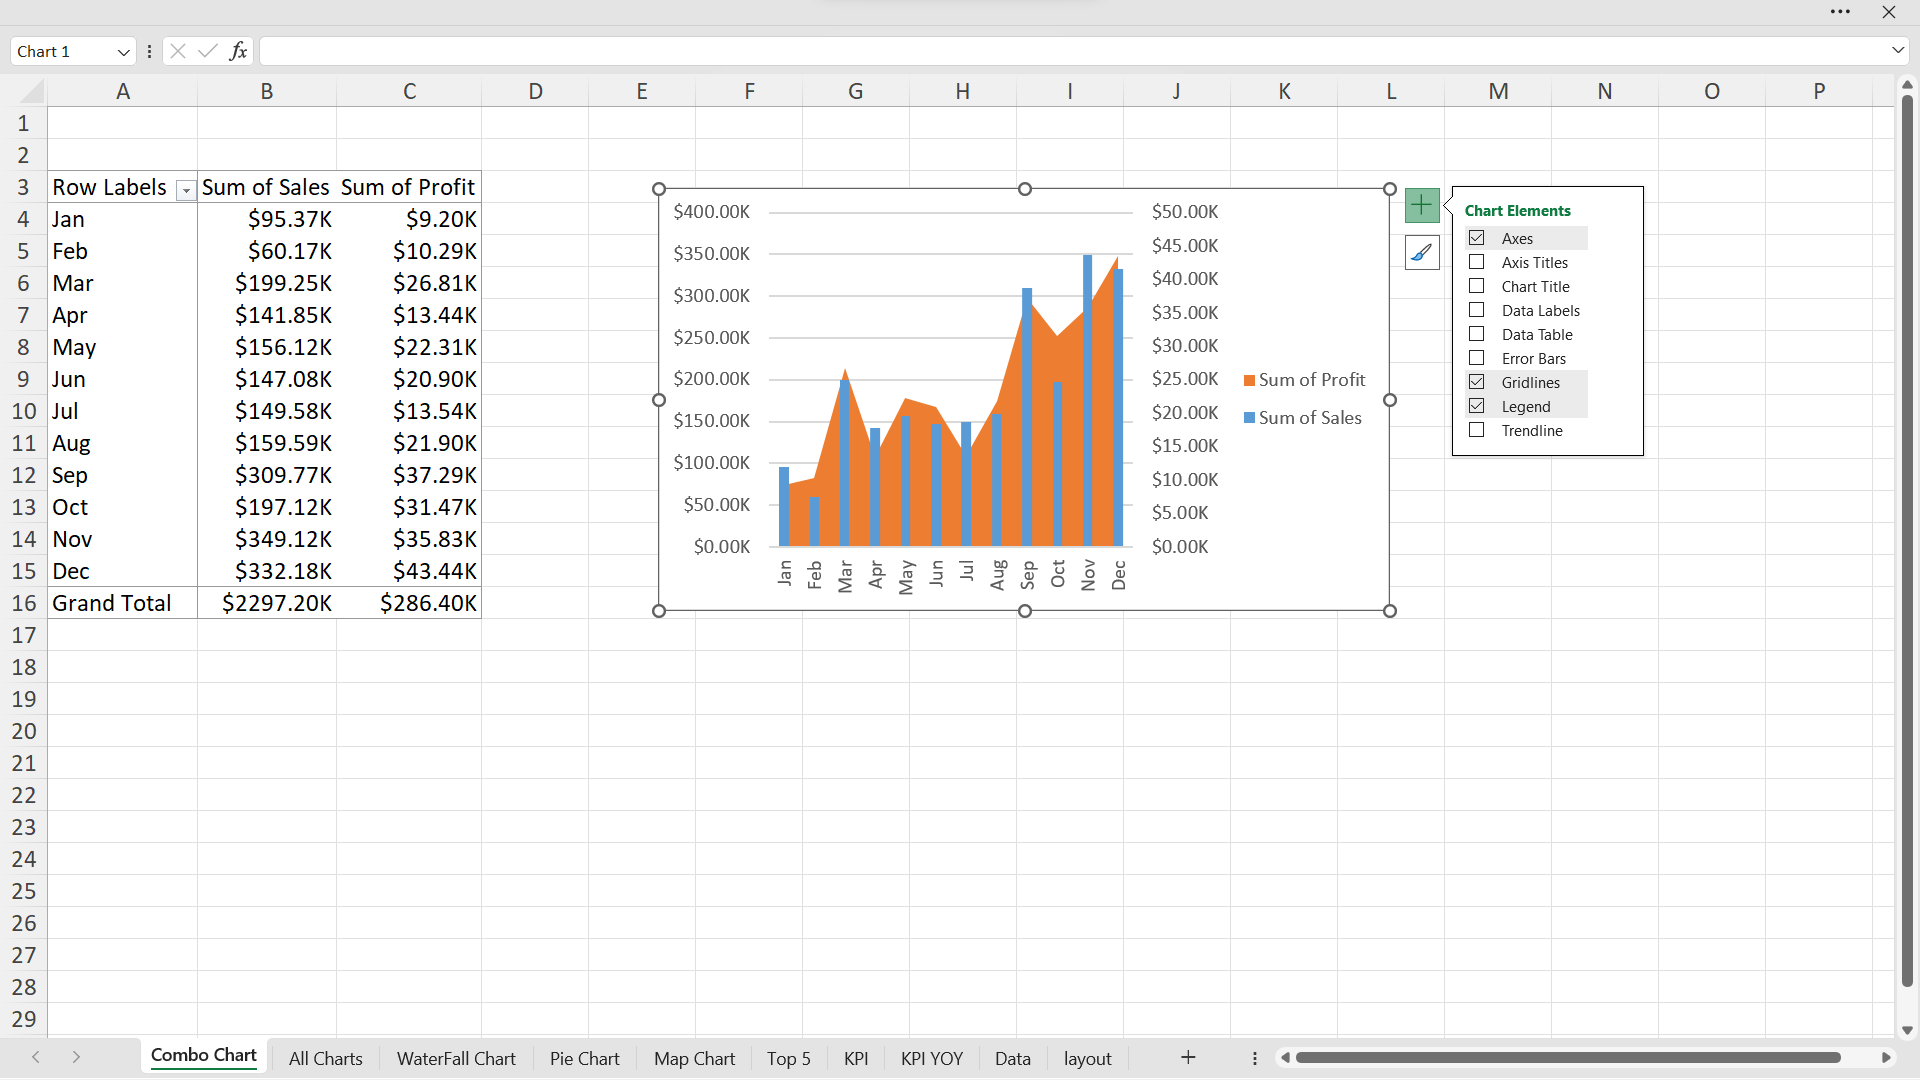 Chart 1
fx
A B C D E F G H I J K L M N O P
1
2
3 Row Labels Sum of Sales Sum of Profit
4 Jan $95.37K $9.20K
5 Feb $60.17K $10.29K
6 Mar $199.25K $26.81K
7 Apr $141.85K $13.44K
8 May $156.12K $22.31K
9 Jun $147.08K $20.90K
10 Jul $149.58K $13.54K
11 Aug $159.59K $21.90K
12 Sep $309.77K $37.29K
13 Oct $197.12K $31.47K
14 Nov $349.12K $35.83K
15 Dec $332.18K $43.44K
16 Grand Total $2297.20K $286.40K
17
18
19
20
21
22
23
24
25
26
27
28
29
$400.00K
$350.00K
$300.00K
$250.00K
$200.00K
$150.00K
$100.00K
$50.00K
$0.00K
Jan Feb Mar Apr May Jun Jul Aug Sep Oct Nov Dec
$50.00K
$45.00K
$40.00K
$35.00K
$30.00K
$25.00K
$20.00K
$15.00K
$10.00K
$5.00K
$0.00K
Sum of Profit
Sum of Sales
Chart Elements
Axes
Axis Titles
Chart Title
Data Labels
Data Table
Error Bars
Gridlines
Legend
Trendline
Combo Chart All Charts WaterFall Chart Pie Chart Map Chart Top 5 KPI KPI YOY Data layout